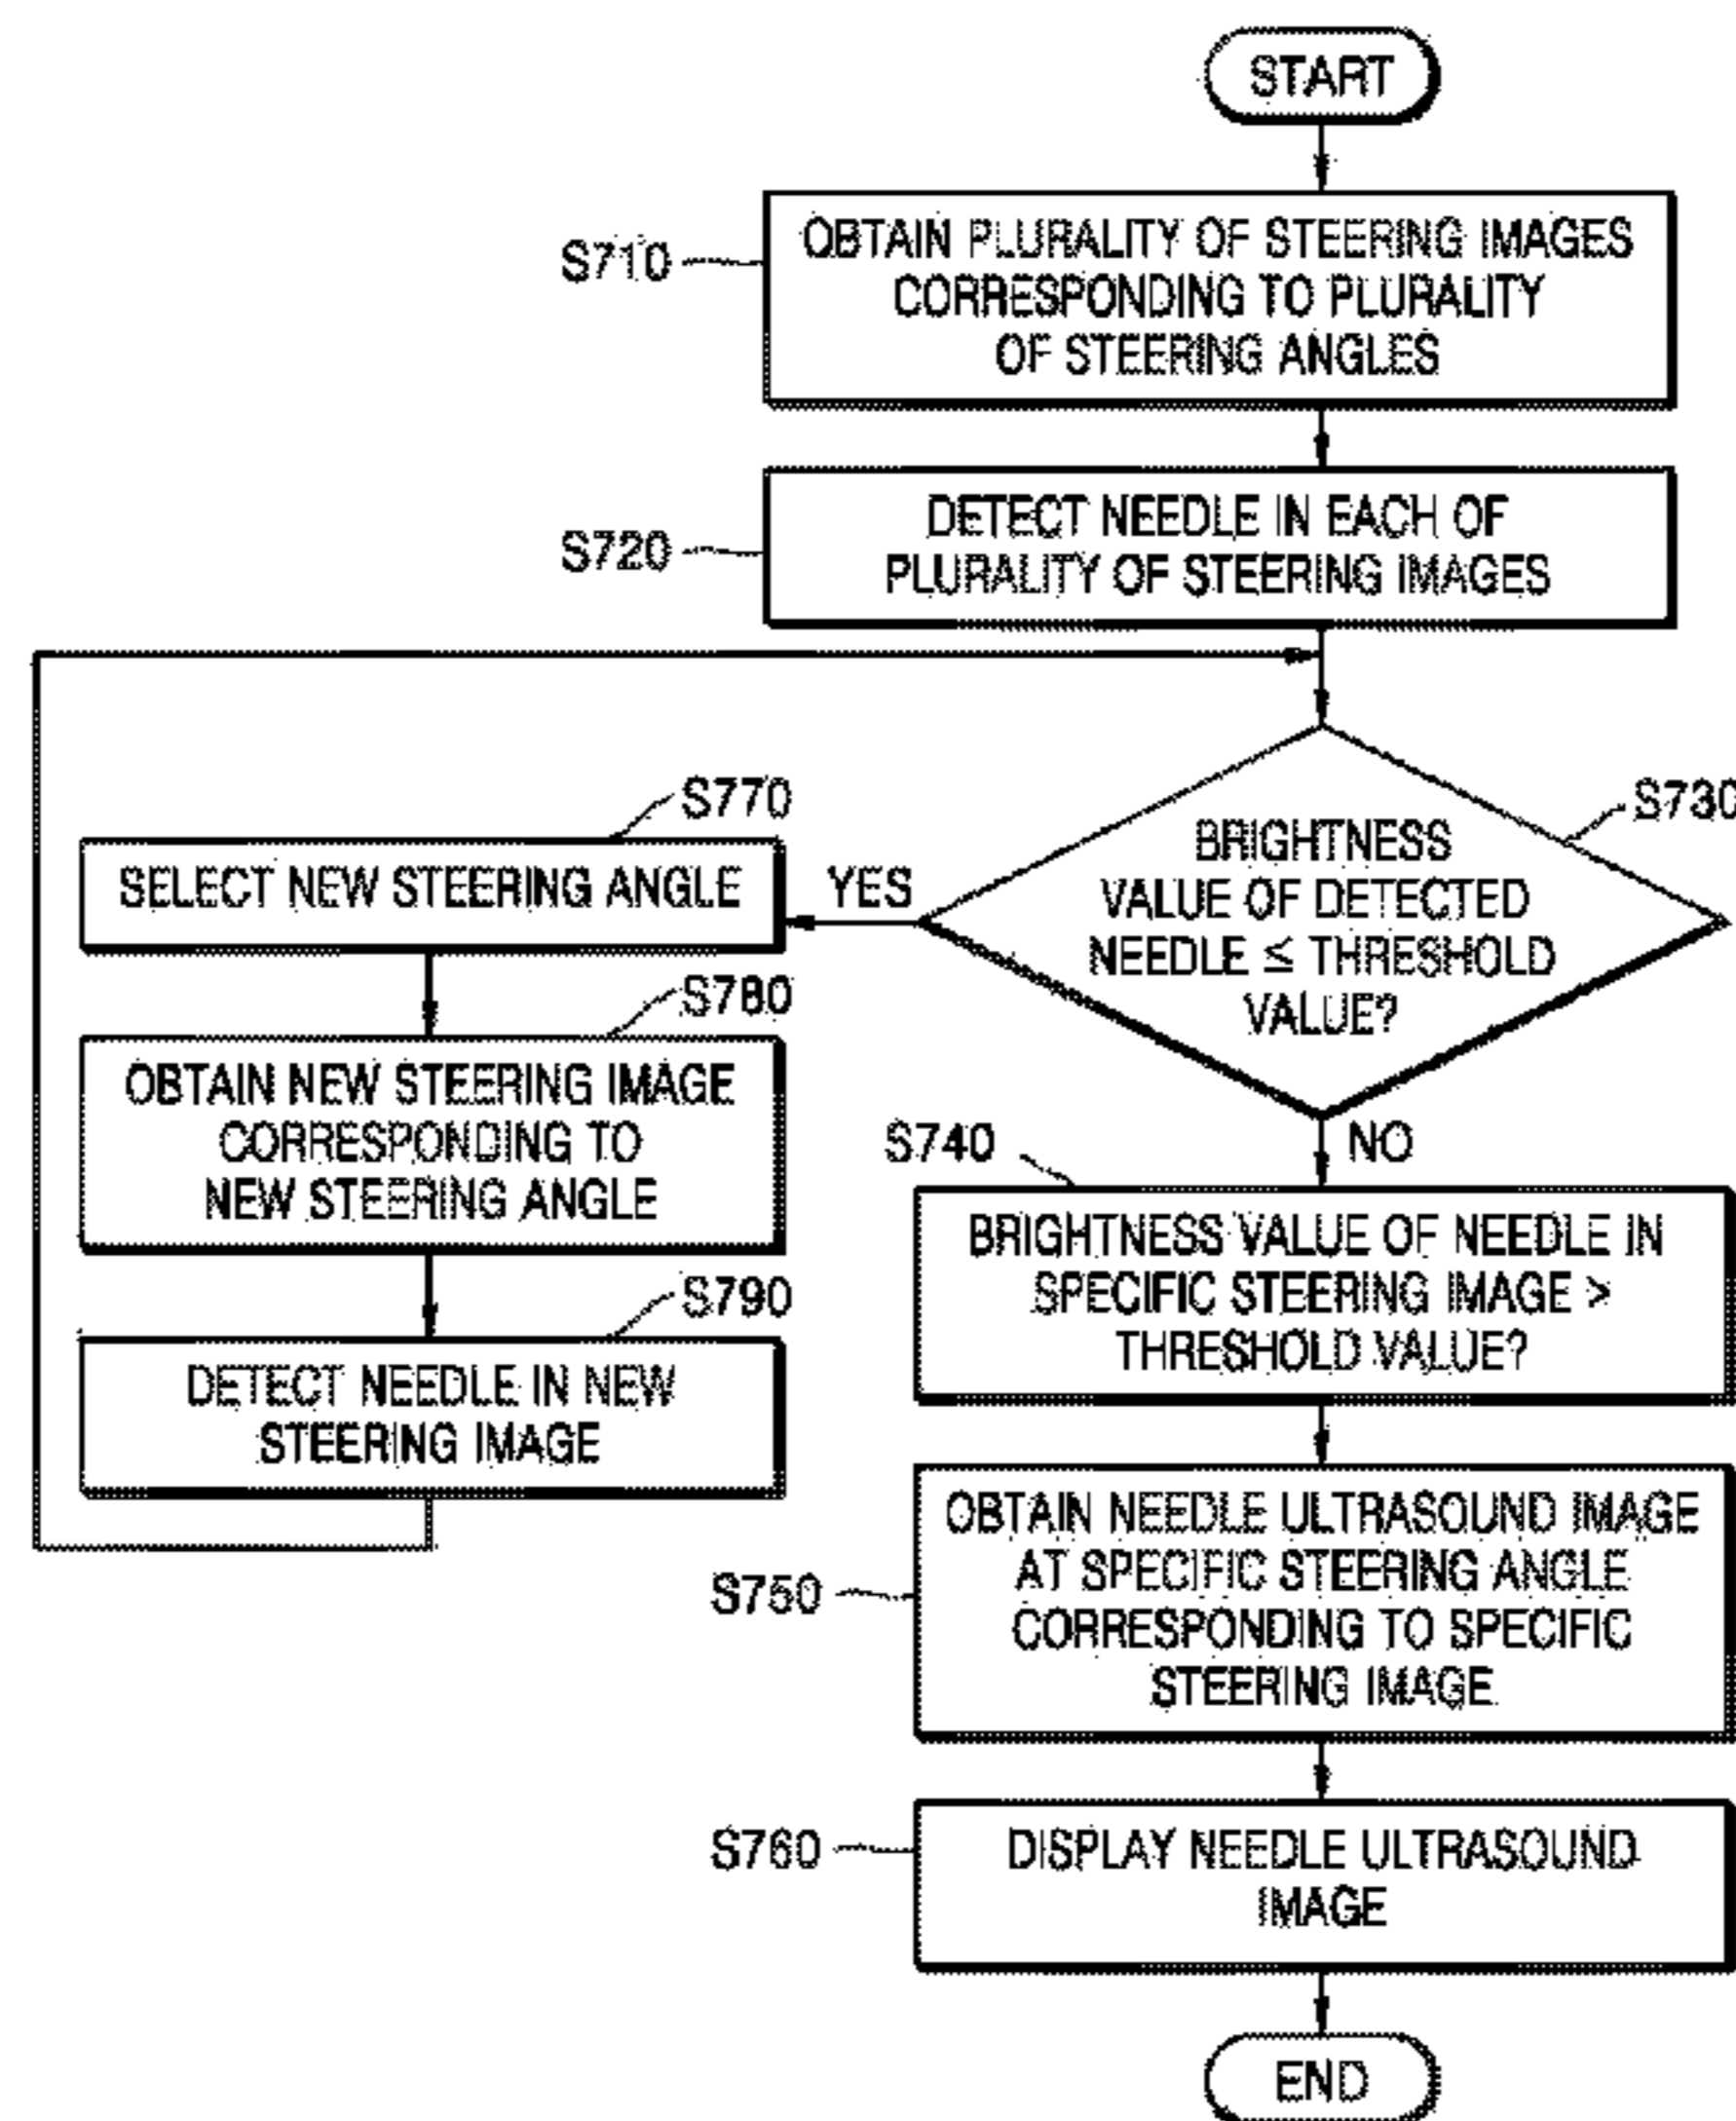 START
S710
OBTAIN PLURALITY OF STEERING IMAGES
CORRESPONDING TO PLURALITY
OF STEERING ANGLES
S720
DETECT NEEDLE IN EACH OF
PLURALITY OF STEERING IMAGES
S730
BRIGHTNESS
VALUE OF DETECTED
NEEDLE ≤ THRESHOLD
VALUE?
YES
S770
SELECT NEW STEERING ANGLE
S780
OBTAIN NEW STEERING IMAGE
CORRESPONDING TO
NEW STEERING ANGLE
S790
DETECT NEEDLE IN NEW
STEERING IMAGE
NO
S740
BRIGHTNESS VALUE OF NEEDLE IN
SPECIFIC STEERING IMAGE >
THRESHOLD VALUE?
S750
OBTAIN NEEDLE ULTRASOUND IMAGE
AT SPECIFIC STEERING ANGLE
CORRESPONDING TO SPECIFIC
STEERING IMAGE
S760
DISPLAY NEEDLE ULTRASOUND
IMAGE
END